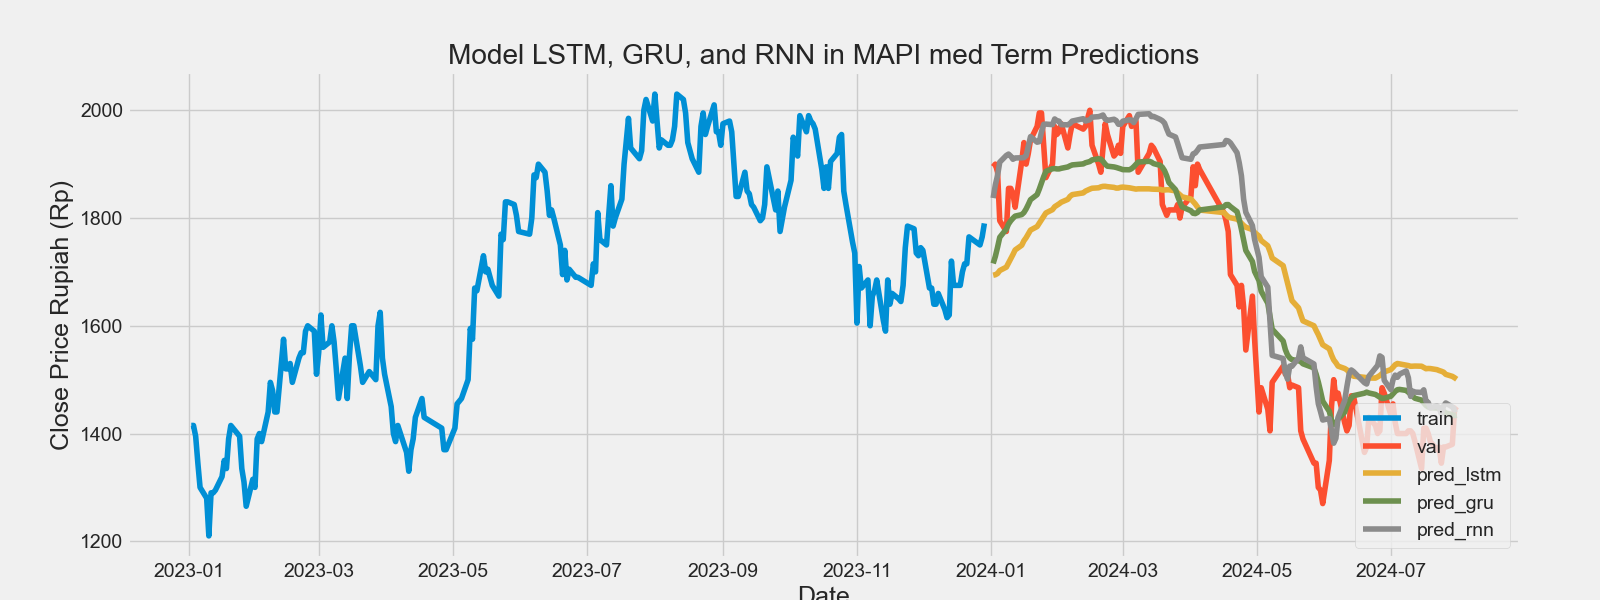 Model LSTM, GRU, and RNN in MAPI med Term Predictions
Close Price Rupiah (Rp)
2000
1800
1600
1400
1200
train
val
pred_lstm
pred_gru
pred_rnn
2023-01 2023-03 2023-05 2023-07 2023-09 2023-11 2024-01 2024-03 2024-05 2024-07
Date